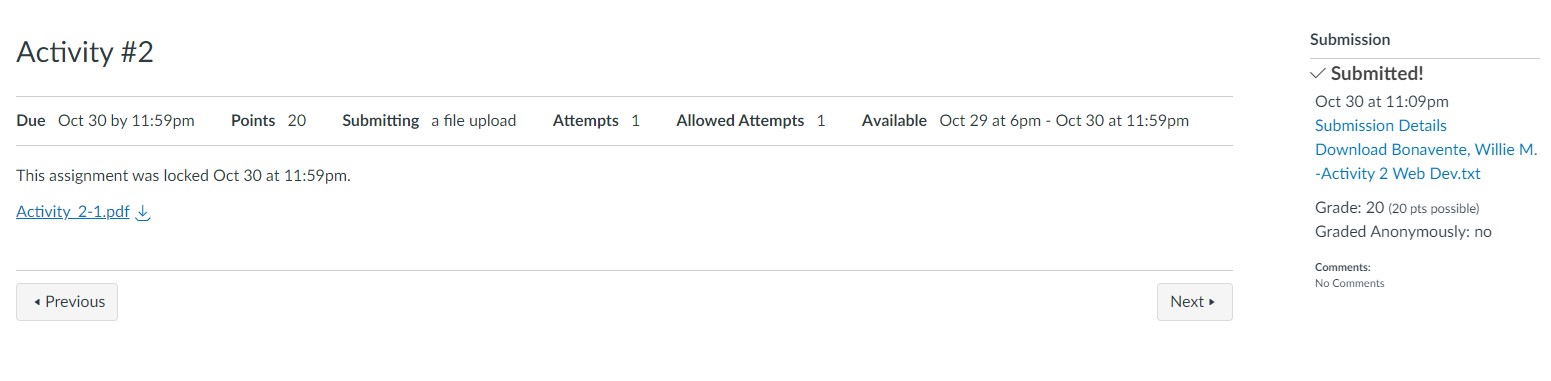 Activity #2
Due Oct 30 by 11:59pm Points 20 Submitting a file upload Attempts 1 Allowed Attempts 1 Available Oct 29 at 6pm - Oct 30 at 11:59pm
This assignment was locked Oct 30 at 11:59pm.
Activity_2-1.pdf
Previous
Next
Submission
Submitted!
Oct 30 at 11:09pm
Submission Details
Download Bonavente, Willie M.
-Activity 2 Web Dev.txt
Grade: 20 (20 pts possible)
Graded Anonymously: no
Comments:
No Comments